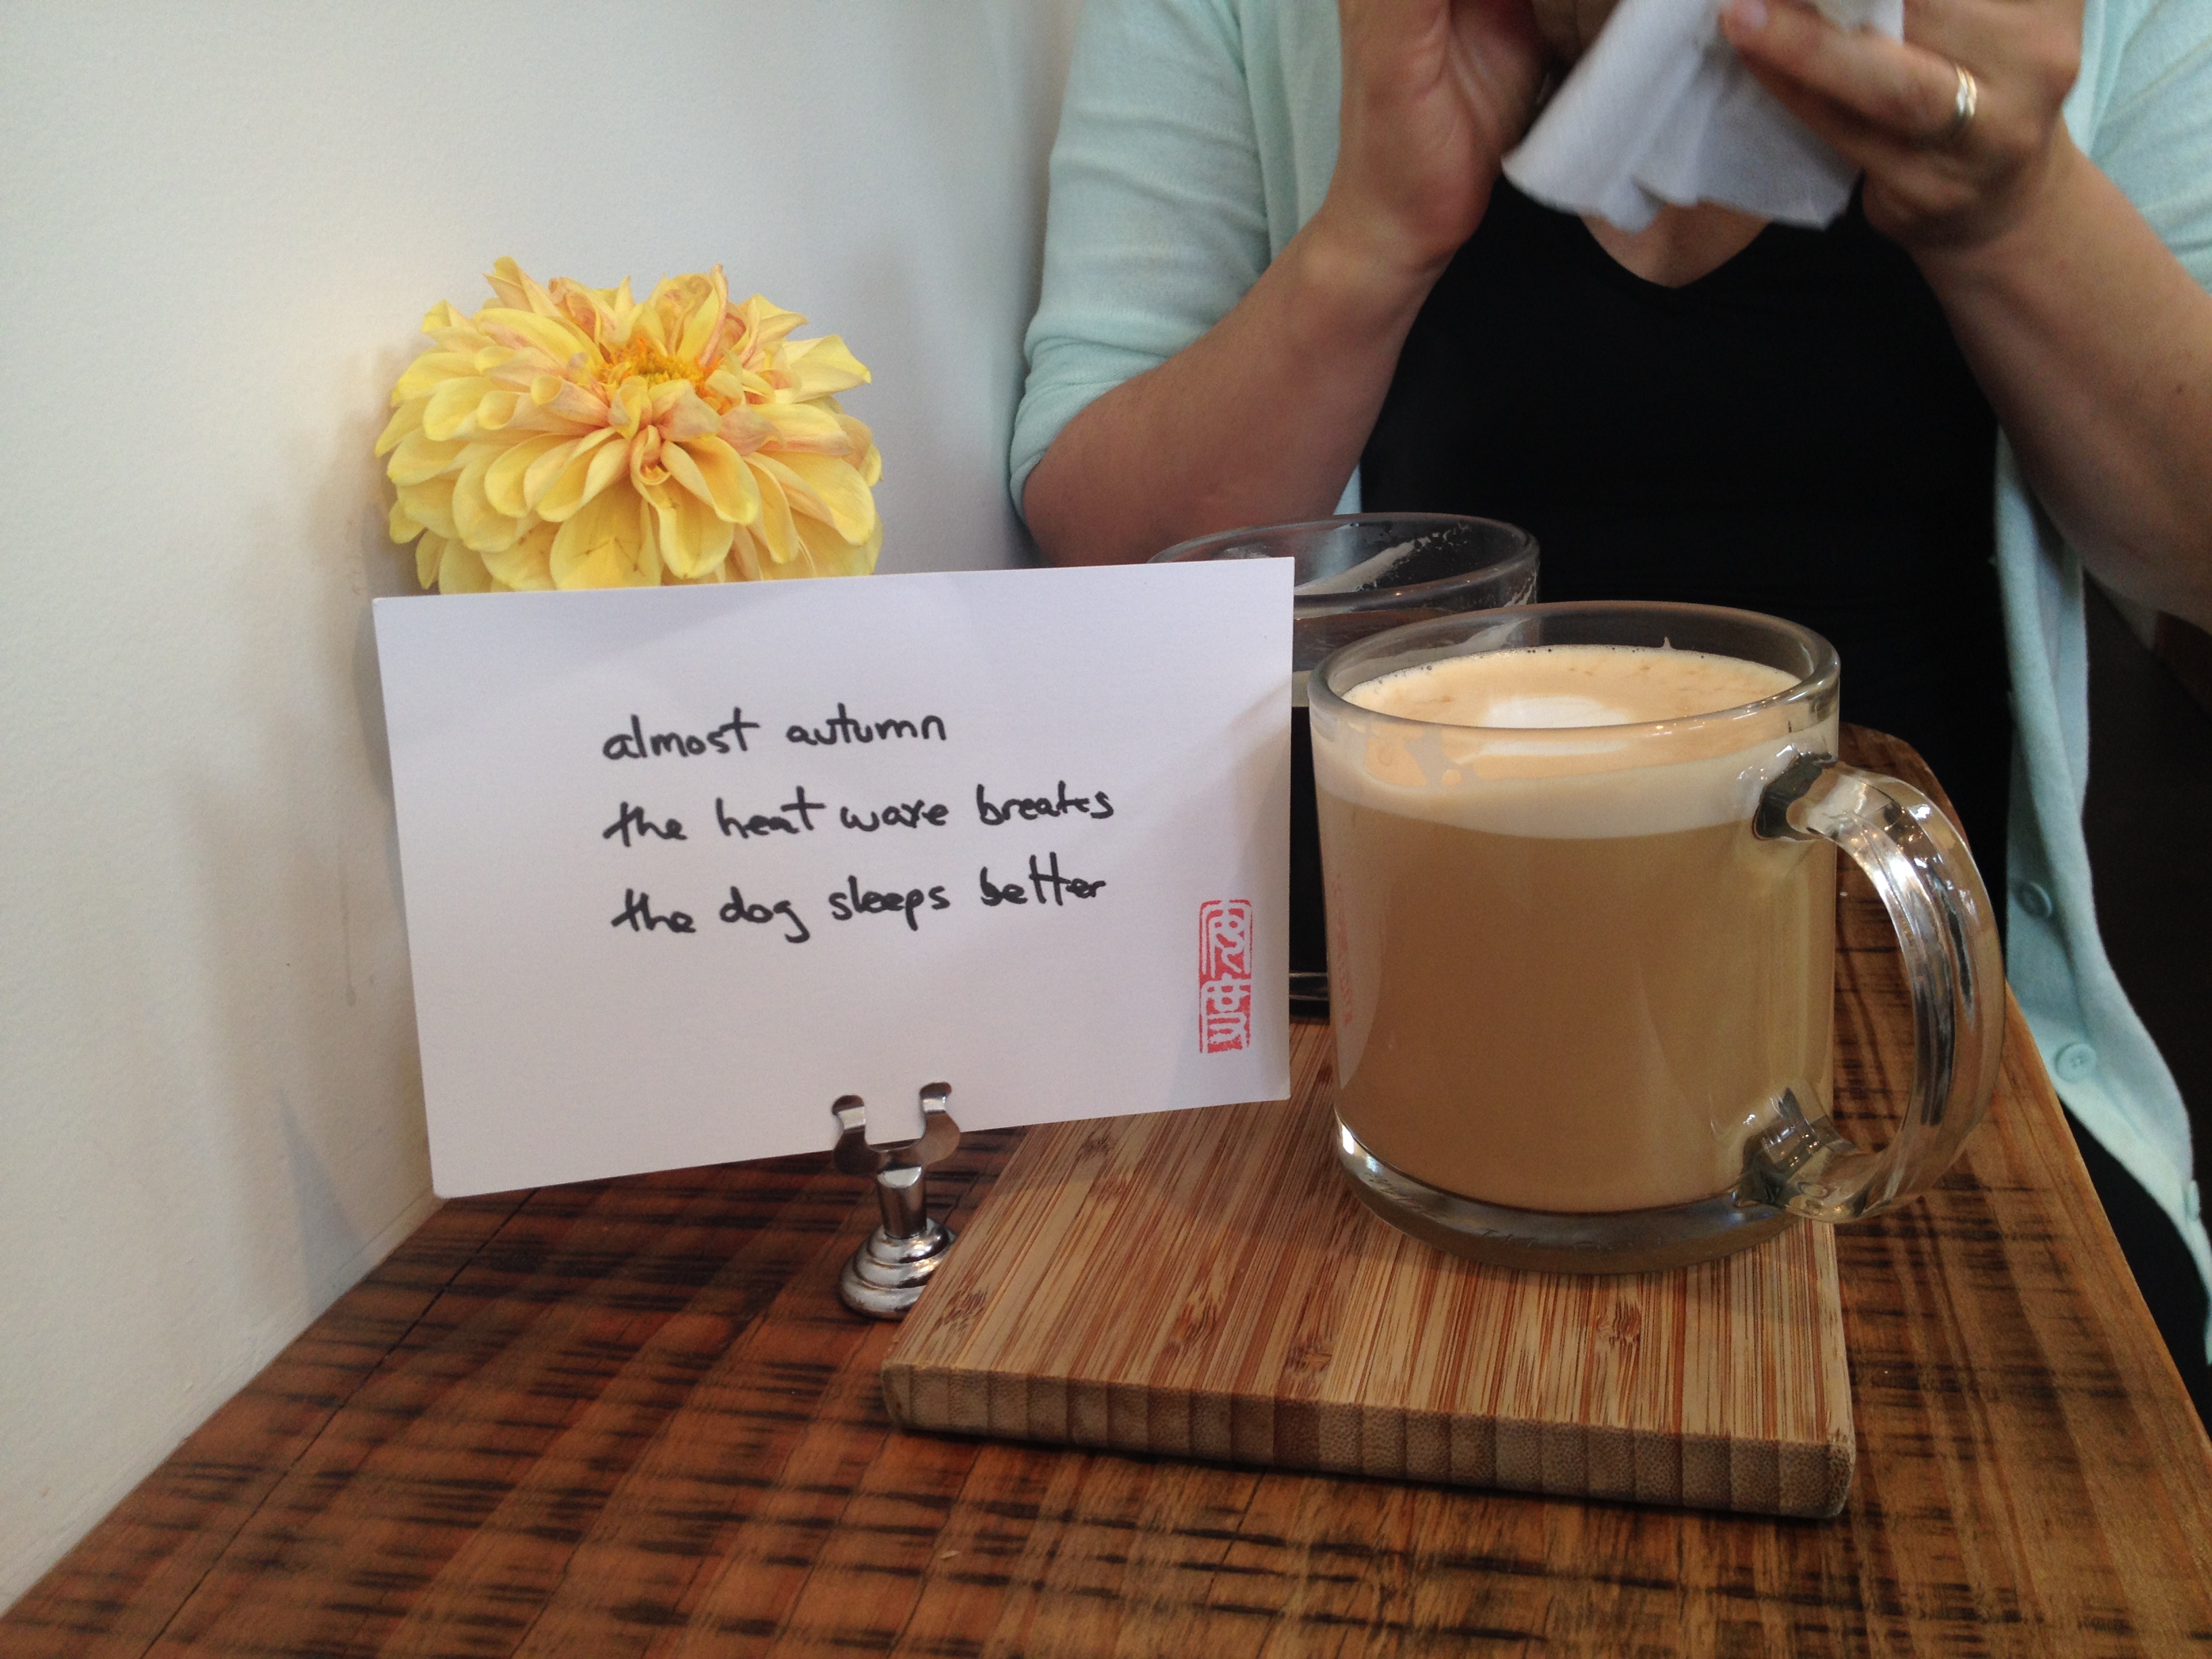 almost autumn
the heat wave breaks
the dog sleeps better